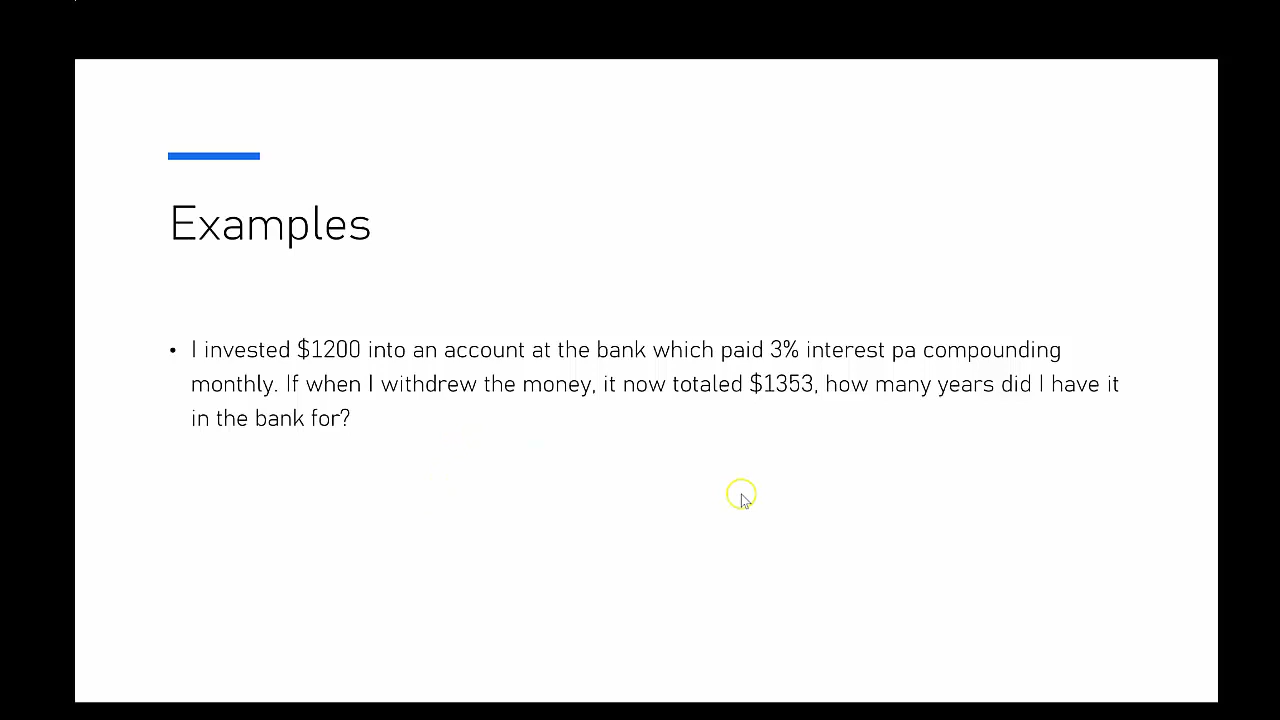 Examples
• I invested $1200 into an account at the bank which paid 3% interest pa compounding
monthly. If when I withdrew the money, it now totaled $1353, how many years did I have it
in the bank for?